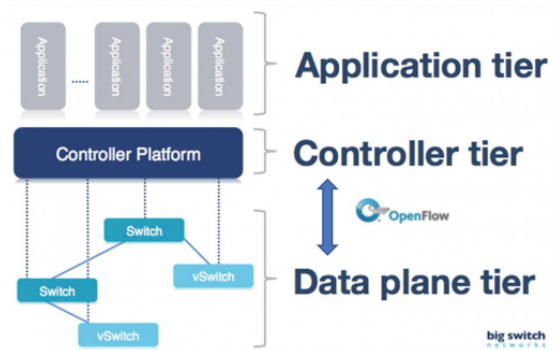 Application
.....
Application
Application
Application
Application tier
Controller Platform
Controller tier
OpenFlow
Switch
vSwitch
Switch
vSwitch
Data plane tier
big switch
networks